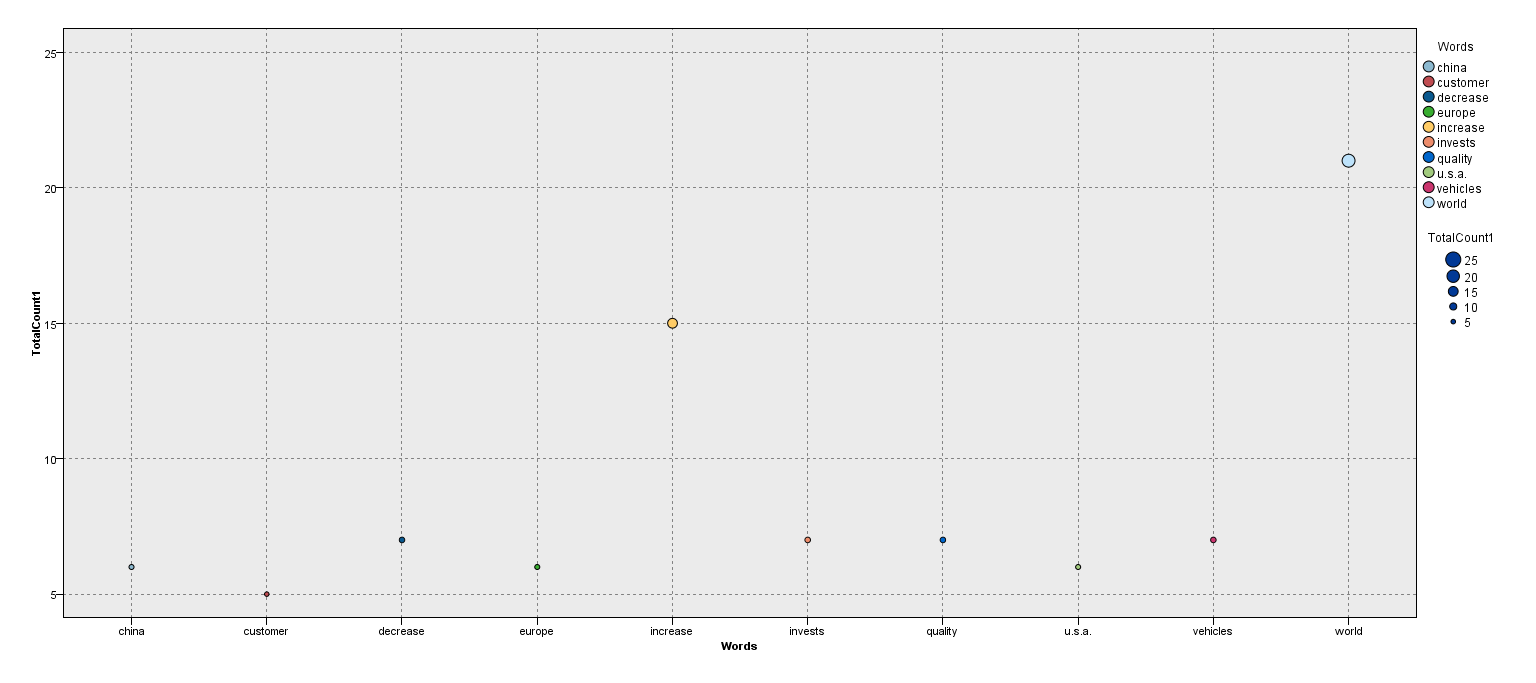 25
20
15
10
5
TotalCount1
china customer decrease europe increase invests quality u.s.a. vehicles world
Words
Words
china
customer
decrease
europe
increase
invests
quality
u.s.a.
vehicles
world
TotalCount1
25
20
15
10
5